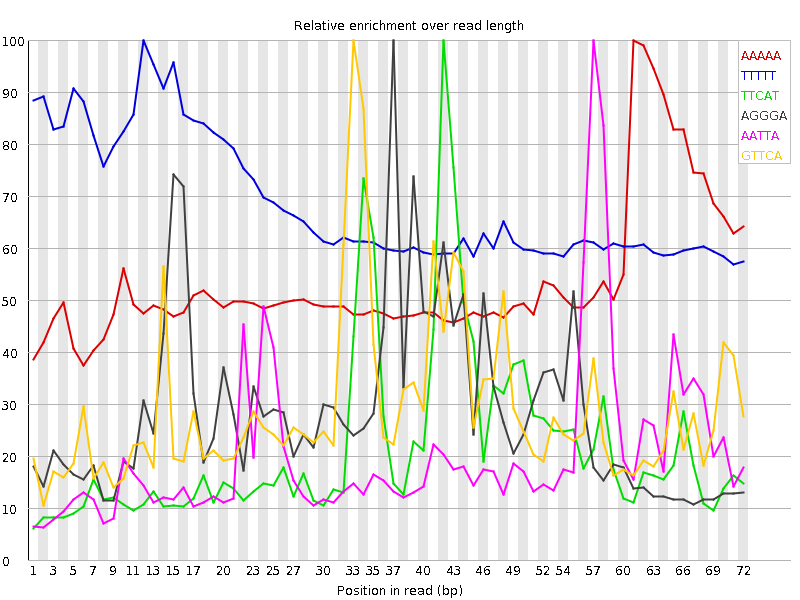 Relative enrichment over read length
100
90
80
70
60
50
40
30
20
10
0
AAAAA
TTTTT
TTCAT
AGGGA
AATTA
GTTCA
1 3 5 7 9 11 13 15 17 20 23 25 27 30 33 35 37 40 43 46 49 52 54 57 60 63 66 69 72
Position in read (bp)